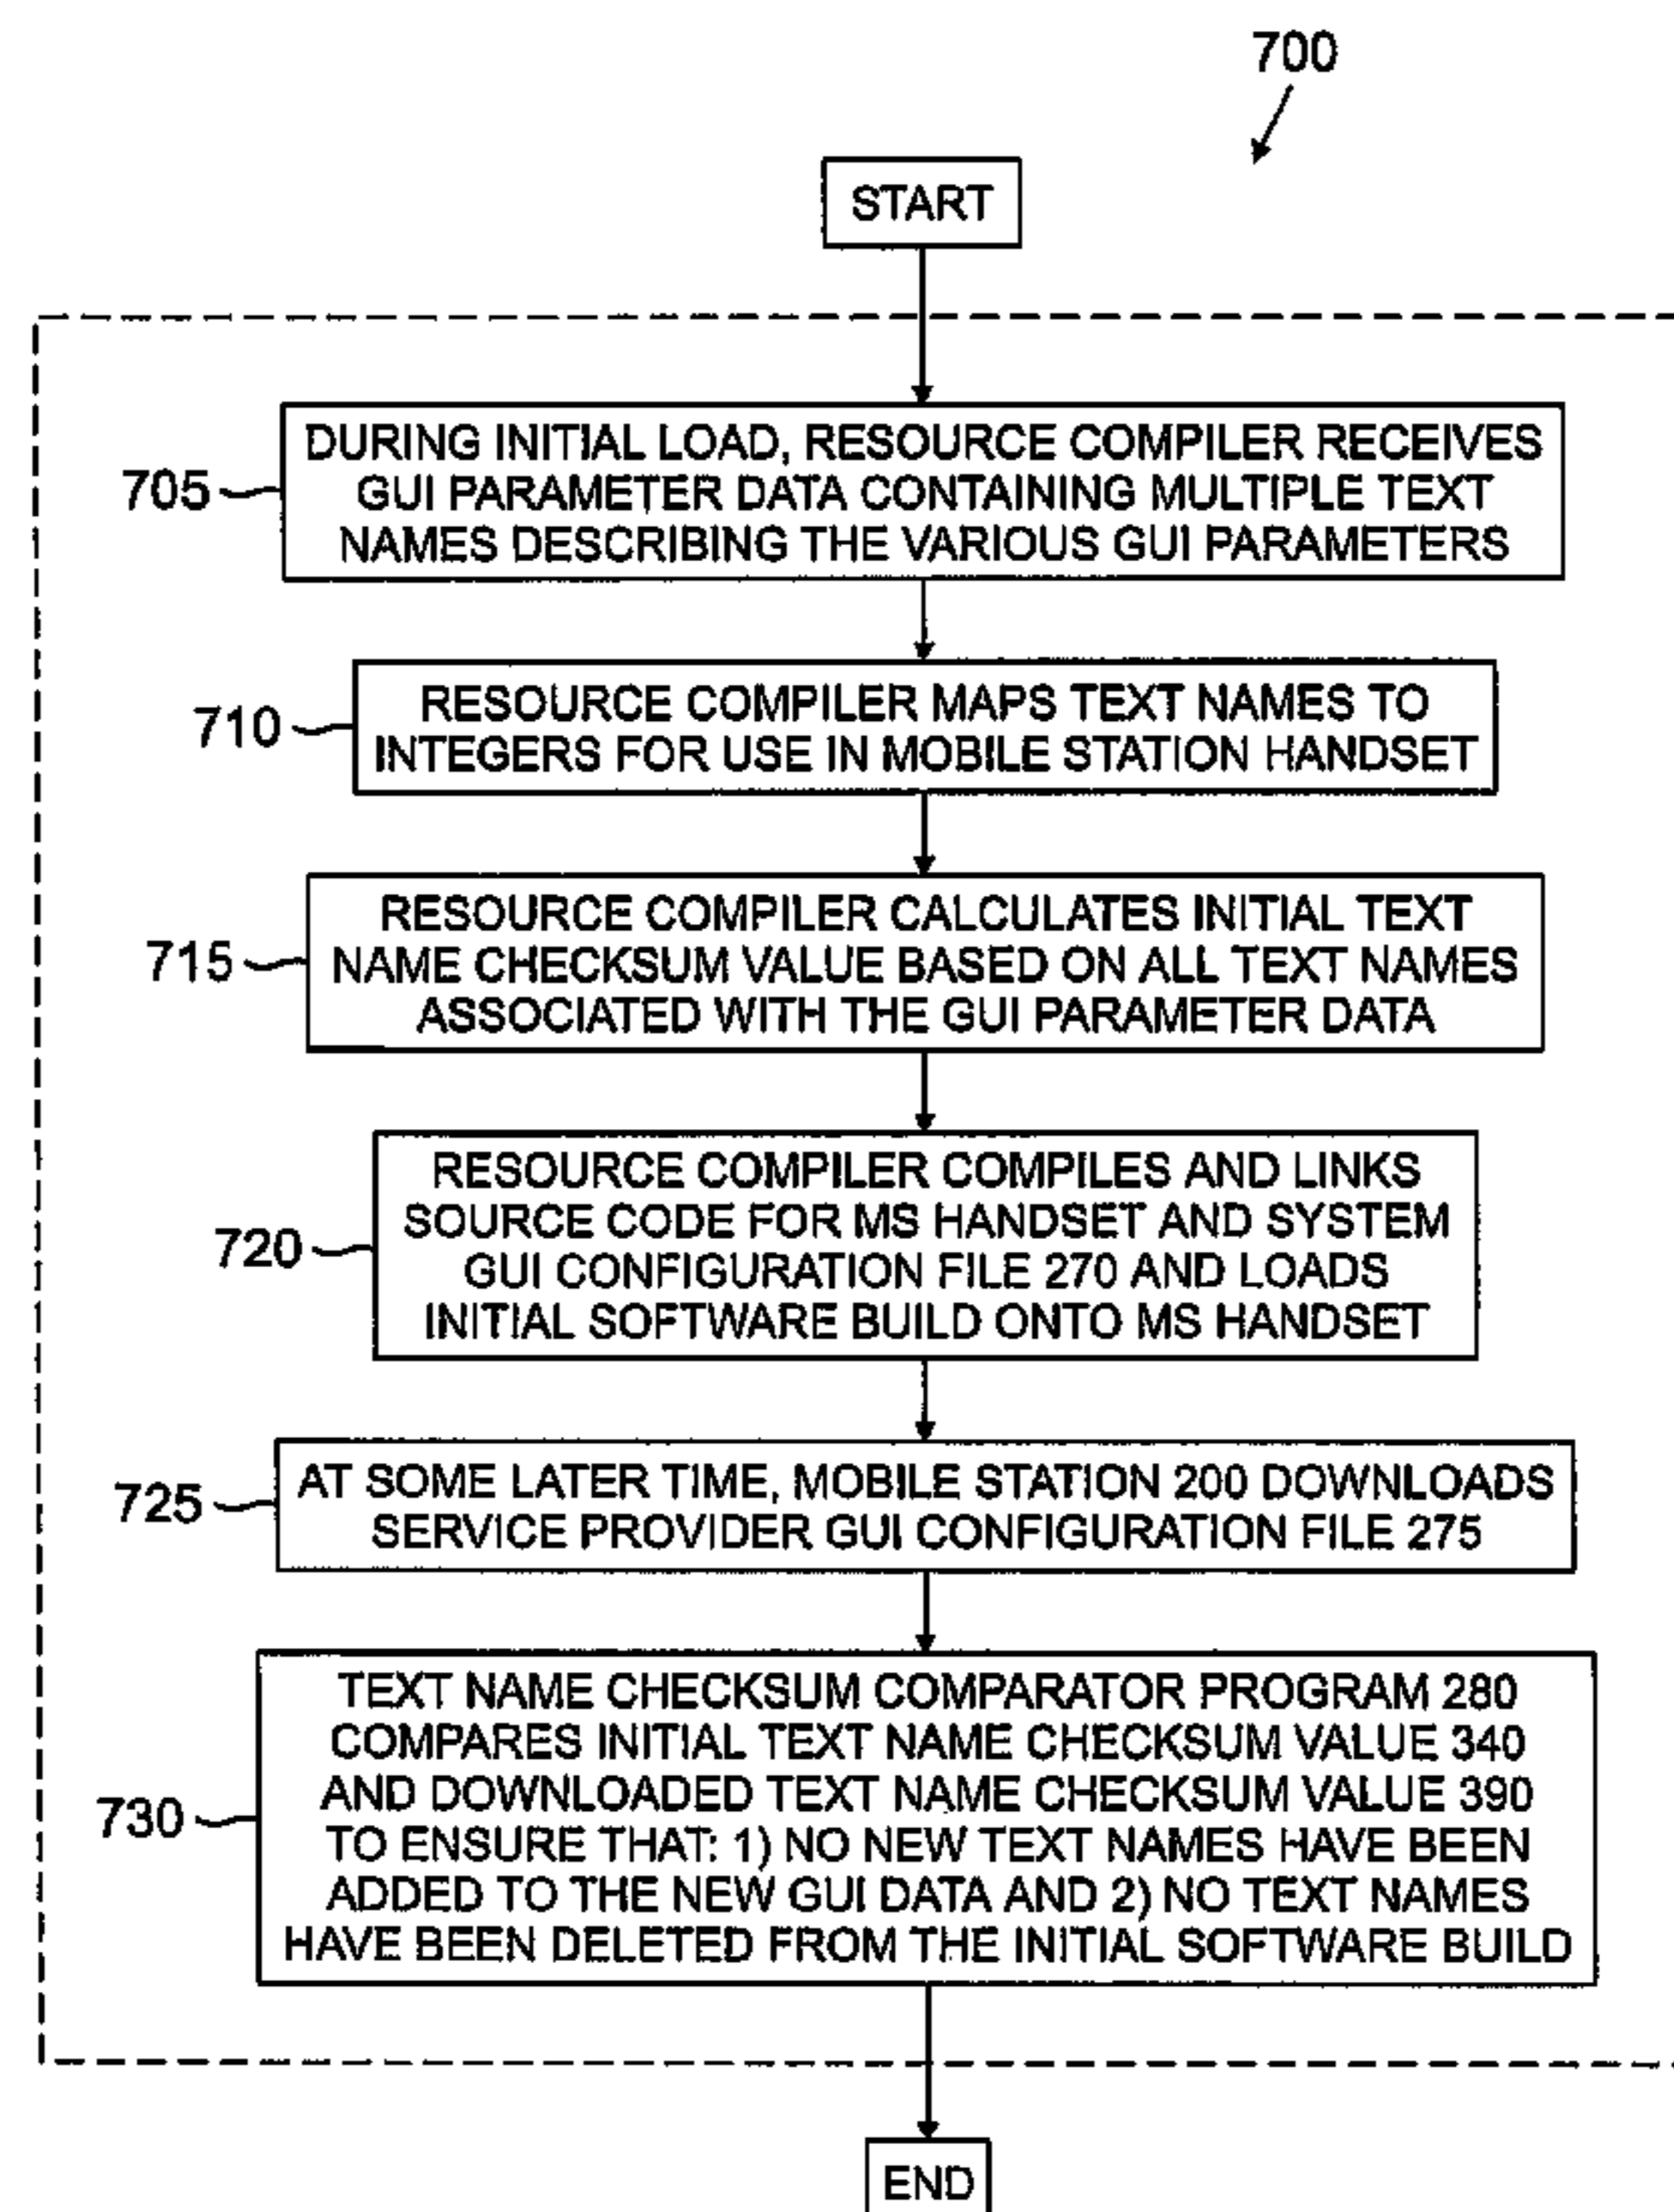 700
START
705
DURING INITIAL LOAD, RESOURCE COMPILER RECEIVES
GUI PARAMETER DATA CONTAINING MULTIPLE TEXT
NAMES DESCRIBING THE VARIOUS GUI PARAMETERS
710
RESOURCE COMPILER MAPS TEXT NAMES TO
INTEGERS FOR USE IN MOBILE STATION HANDSET
715
RESOURCE COMPILER CALCULATES INITIAL TEXT
NAME CHECKSUM VALUE BASED ON ALL TEXT NAMES
ASSOCIATED WITH THE GUI PARAMETER DATA
720
RESOURCE COMPILER COMPILES AND LINKS
SOURCE CODE FOR MS HANDSET AND SYSTEM
GUI CONFIGURATION FILE 270 AND LOADS
INITIAL SOFTWARE BUILD ONTO MS HANDSET
725
AT SOME LATER TIME, MOBILE STATION 200 DOWNLOADS
SERVICE PROVIDER GUI CONFIGURATION FILE 275
730
TEXT NAME CHECKSUM COMPARATOR PROGRAM 280
COMPARES INITIAL TEXT NAME CHECKSUM VALUE 340
AND DOWNLOADED TEXT NAME CHECKSUM VALUE 390
TO ENSURE THAT: 1) NO NEW TEXT NAMES HAVE BEEN
ADDED TO THE NEW GUI DATA AND 2) NO TEXT NAMES
HAVE BEEN DELETED FROM THE INITIAL SOFTWARE BUILD
END